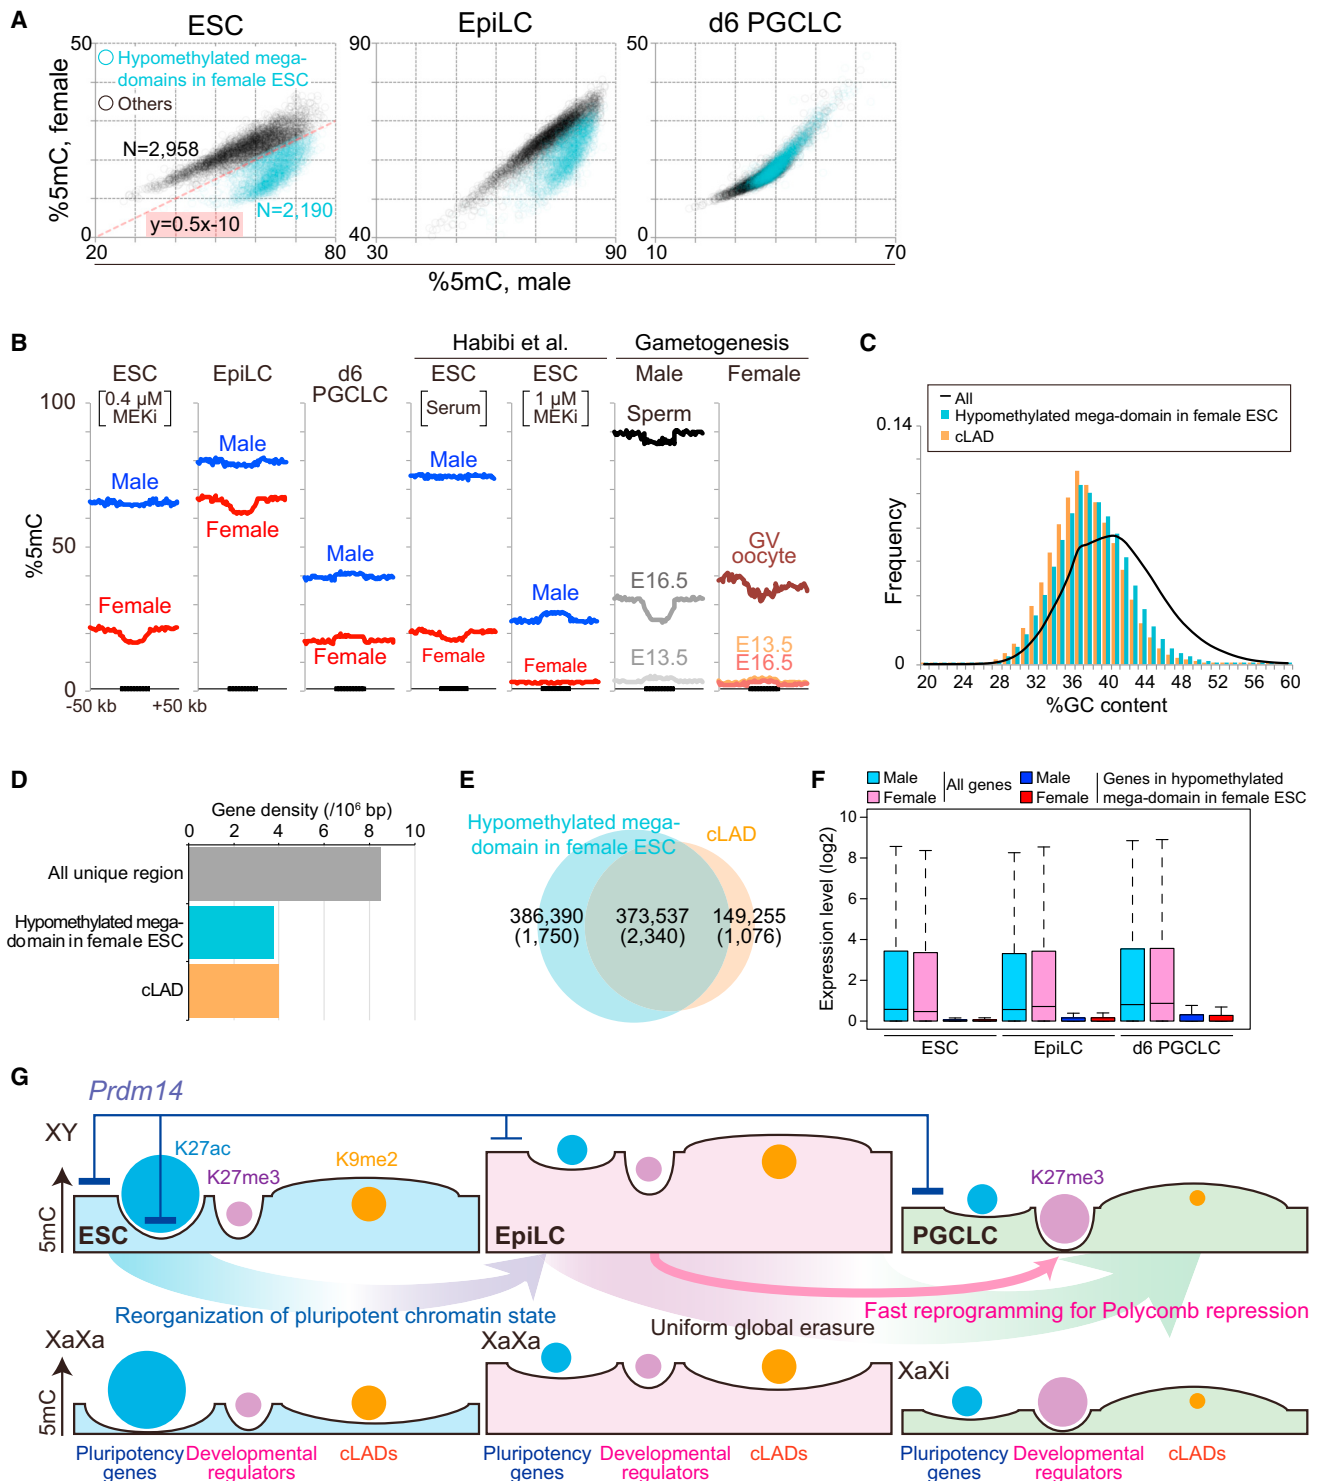 A
ESC
EpiLC
d6 PGCLC
50
90
50
Hypomethylated mega-
domains in female ESC
Others
%5mC, female
N=2,958
N=2,190
y=0.5x-10
0
40
0
20
80
30
90
10
70
%5mC, male
B
Habibi et al.
Gametogenesis
ESC
EpiLC
d6
PGCLC
ESC
ESC
Male
Female
0.4 μM
MEKi
Serum
1 μM
MEKi
Sperm
100
50
0
%5mC
Male
Female
Male
Female
Male
Female
Male
Female
Male
Female
E16.5
E13.5
GV
oocyte
E13.5
E16.5
-50 kb
+50 kb
C
All
Hypomethylated mega-domain in female ESC
cLAD
0.14
0
Frequency
20 24 28 32 36 40 44 48 52 56 60
%GC content
D
Gene density (/10⁶ bp)
0 2 4 6 8 10
All unique region
Hypomethylated mega-
domain in female ESC
cLAD
E
Hypomethylated mega-
domain in female ESC
cLAD
386,390
(1,750)
373,537
(2,340)
149,255
(1,076)
F
Male
Female
All genes
Male
Female
Genes in hypomethylated
mega-domain in female ESC
Expression level (log2)
10
8
6
4
2
0
ESC
EpiLC
d6 PGCLC
G
Prdm14
XY
K27ac
K27me3
K9me2
K27me3
5mC
ESC
EpiLC
PGCLC
Reorganization of pluripotent chromatin state
Fast reprogramming for Polycomb repression
Uniform global erasure
XaXa
XaXa
XaXi
5mC
Pluripotency
genes
Developmental
regulators
cLADs
Pluripotency
genes
Developmental
regulators
cLADs
Pluripotency
genes
Developmental
regulators
cLADs